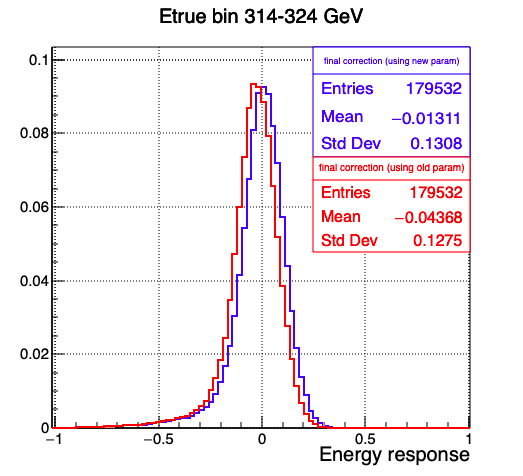 Etrue bin 314-324 GeV
0.1
0.08
0.06
0.04
0.02
0
−1
−0.5
0
0.5
1
Energy response
final correction (using new param)
Entries 179532
Mean −0.01311
Std Dev 0.1308
final correction (using old param)
Entries 179532
Mean −0.04368
Std Dev 0.1275